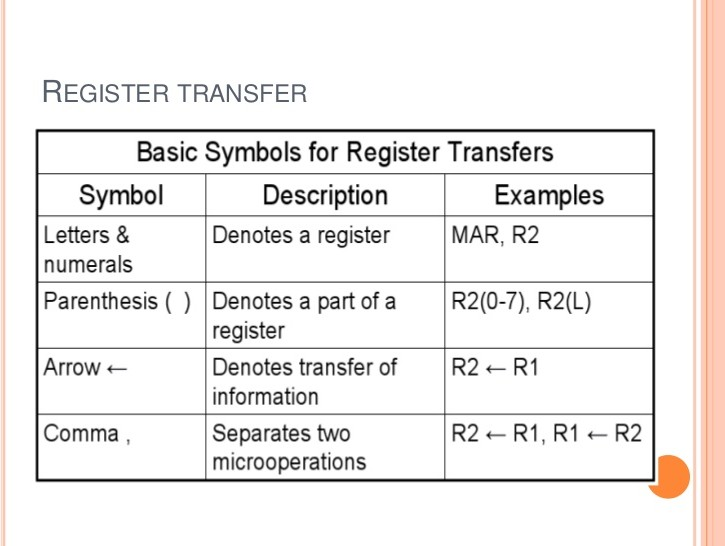 REGISTER TRANSFER
Basic Symbols for Register Transfers
Symbol Description Examples
Letters & Denotes a register MAR, R2
numerals
Parenthesis ( ) Denotes a part of a R2(0-7), R2(L)
register
Arrow ← Denotes transfer of R2 ← R1
information
Comma , Separates two R2 ← R1, R1 ← R2
microoperations